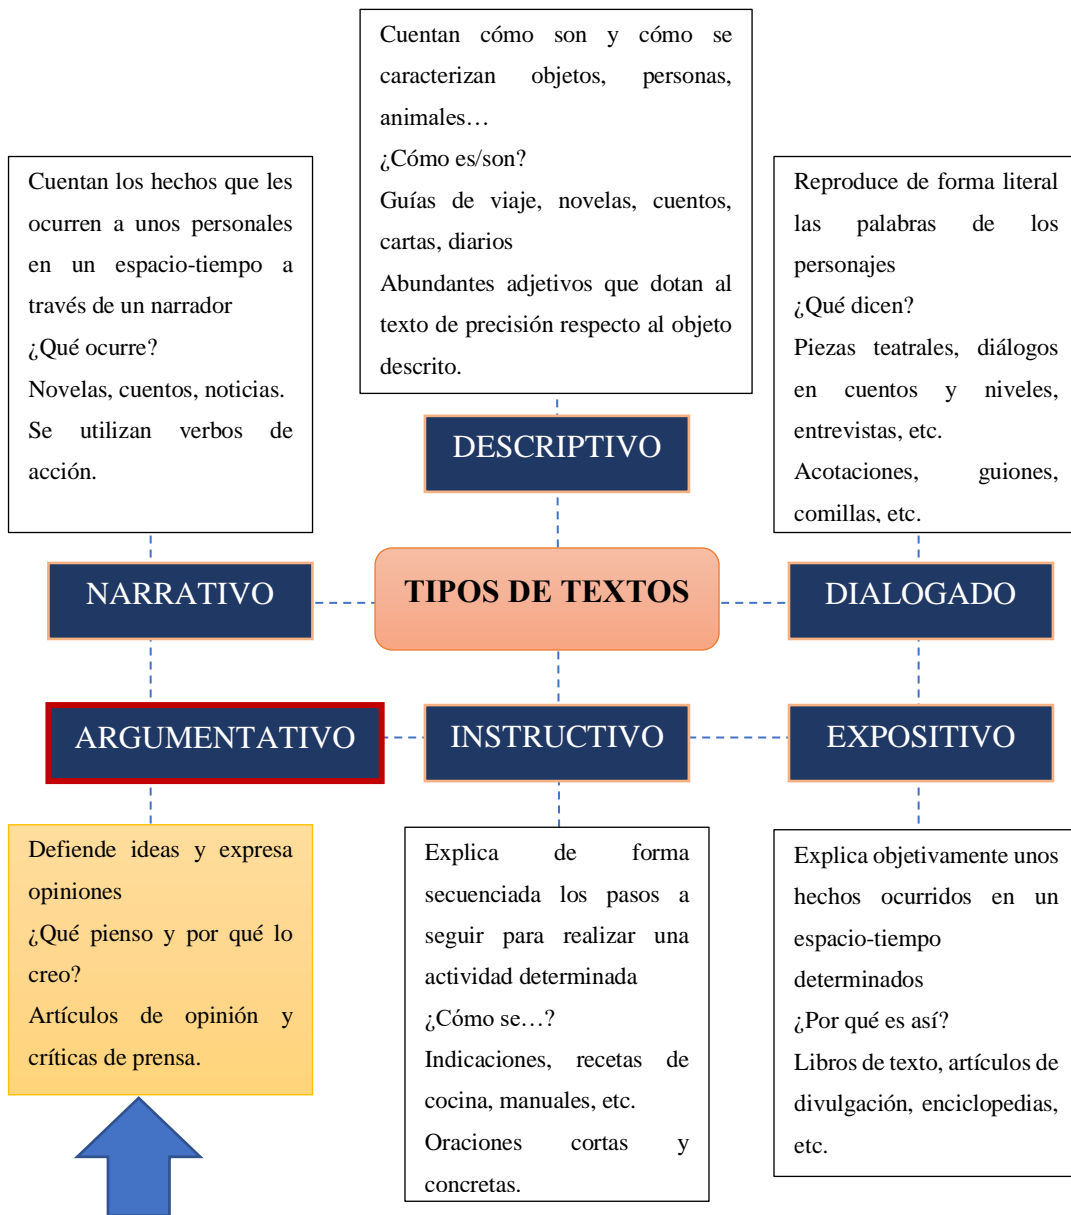 Cuentan cómo son y cómo se
caracterizan objetos, personas,
animales…
¿Cómo es/son?
Guías de viaje, novelas, cuentos,
cartas, diarios
Abundantes adjetivos que dotan al
texto de precisión respecto al objeto
descrito.
Cuentan los hechos que les
ocurren a unos personales
en un espacio-tiempo a
través de un narrador
¿Qué ocurre?
Novelas, cuentos, noticias.
Se utilizan verbos de
acción.
Reproduce de forma literal
las palabras de los
personajes
¿Qué dicen?
Piezas teatrales, diálogos
en cuentos y niveles,
entrevistas, etc.
Acotaciones, guiones,
comillas, etc.
DESCRIPTIVO
NARRATIVO
TIPOS DE TEXTOS
DIALOGADO
ARGUMENTATIVO
INSTRUCTIVO
EXPOSITIVO
Defiende ideas y expresa
opiniones
¿Qué pienso y por qué lo
creo?
Artículos de opinión y
críticas de prensa.
Explica de forma
secuenciada los pasos a
seguir para realizar una
actividad determinada
¿Cómo se…?
Indicaciones, recetas de
cocina, manuales, etc.
Oraciones cortas y
concretas.
Explica objetivamente unos
hechos ocurridos en un
espacio-tiempo
determinados
¿Por qué es así?
Libros de texto, artículos de
divulgación, enciclopedias,
etc.